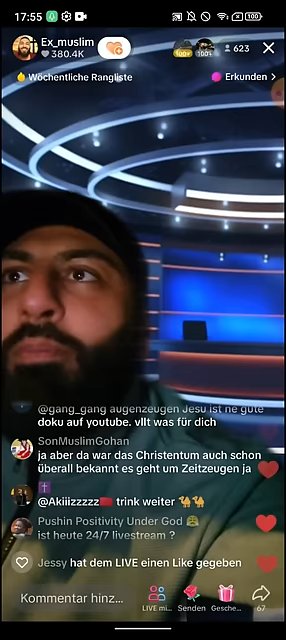 17:55
100
Ex_muslim
380.4K
100+
100+
623
Wöchentliche Rangliste
Erkunden >
@gang_gang augenzeugen Jesu ist ne gute
doku auf youtube. vllt was für dich
SonMuslimGohan
ja aber da war das Christentum auch schon
überall bekannt es geht um Zeitzeugen ja
@Akiiizzzzz🇲🇦 trink weiter 🐪🐪
Pushin Positivity Under God
ist heute 24/7 livestream ?
Jessy hat dem LIVE einen Like gegeben
Kommentar hinz...
LIVE mi...
Senden
Gesche...
67